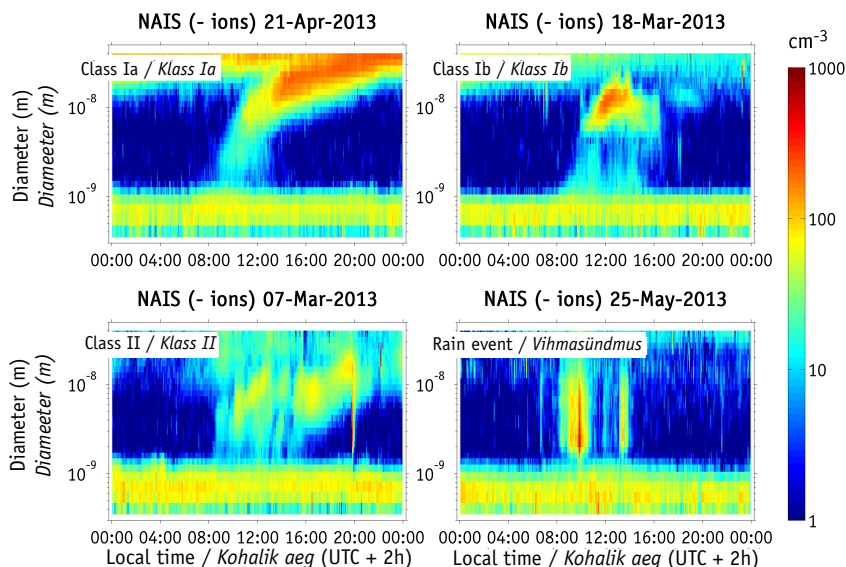 NAIS (- ions) 21-Apr-2013
NAIS (- ions) 18-Mar-2013
cm-3
Class Ia / Klass Ia
Class Ib / Klass Ib
1000
10-8
10-9
10-8
10-9
100
Diameter (m)
Diameeter (m)
00:00 04:00 08:00 12:00 16:00 20:00 00:00
00:00 04:00 08:00 12:00 16:00 20:00 00:00
NAIS (- ions) 07-Mar-2013
NAIS (- ions) 25-May-2013
Class II / Klass II
Rain event / Vihmasündmus
10
10-8
10-9
10-8
10-9
1
Diameter (m)
Diameeter (m)
00:00 04:00 08:00 12:00 16:00 20:00 00:00
00:00 04:00 08:00 12:00 16:00 20:00 00:00
Local time / Kohalik aeg (UTC + 2h)
Local time / Kohalik aeg (UTC + 2h)